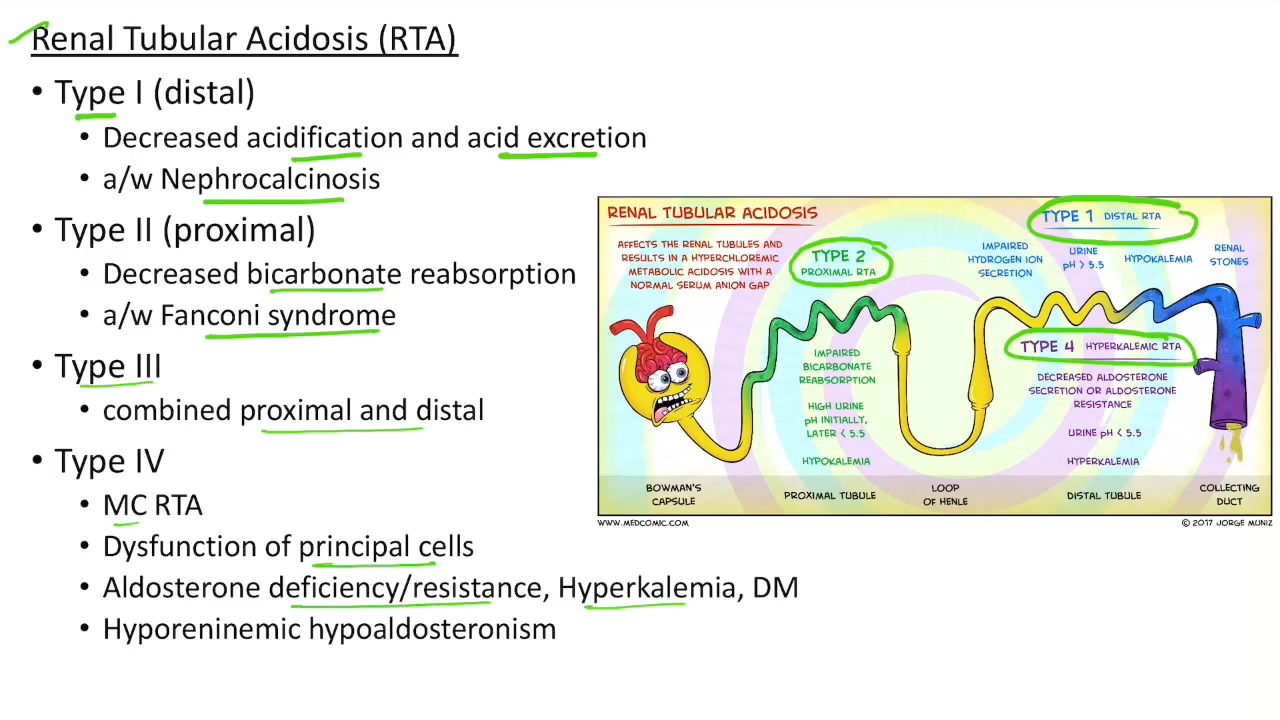 Renal Tubular Acidosis (RTA)
• Type I (distal)
• Decreased acidification and acid excretion
• a/w Nephrocalcinosis
• Type II (proximal)
• Decreased bicarbonate reabsorption
• a/w Fanconi syndrome
• Type III
• combined proximal and distal
• Type IV
• MC RTA
• Dysfunction of principal cells
• Aldosterone deficiency/resistance, Hyperkalemia, DM
• Hyporeninemic hypoaldosteronism
RENAL TUBULAR ACIDOSIS
AFFECTS THE RENAL TUBULES AND
RESULTS IN A HYPERCHLOREMIC
METABOLIC ACIDOSIS WITH A
NORMAL SERUM ANION GAP
TYPE 2
PROXIMAL RTA
IMPAIRED
BICARBONATE
REABSORPTION
HIGH URINE
PH INITIALLY,
LATER < 5.5
HYPOKALEMIA
TYPE 1 DISTAL RTA
IMPAIRED
HYDROGEN ION
SECRETION
URINE
PH > 5.5
HYPOKALEMIA
RENAL
STONES
TYPE 4 HYPERKALEMIC RTA
DECREASED ALDOSTERONE
SECRETION OR ALDOSTERONE
RESISTANCE
URINE PH < 5.5
HYPERKALEMIA
BOWMAN'S
CAPSULE
PROXIMAL TUBULE
LOOP
OF HENLE
DISTAL TUBULE
COLLECTING
DUCT
WWW.MEDCOMIC.COM
© 2017 JORGE MUNIZ